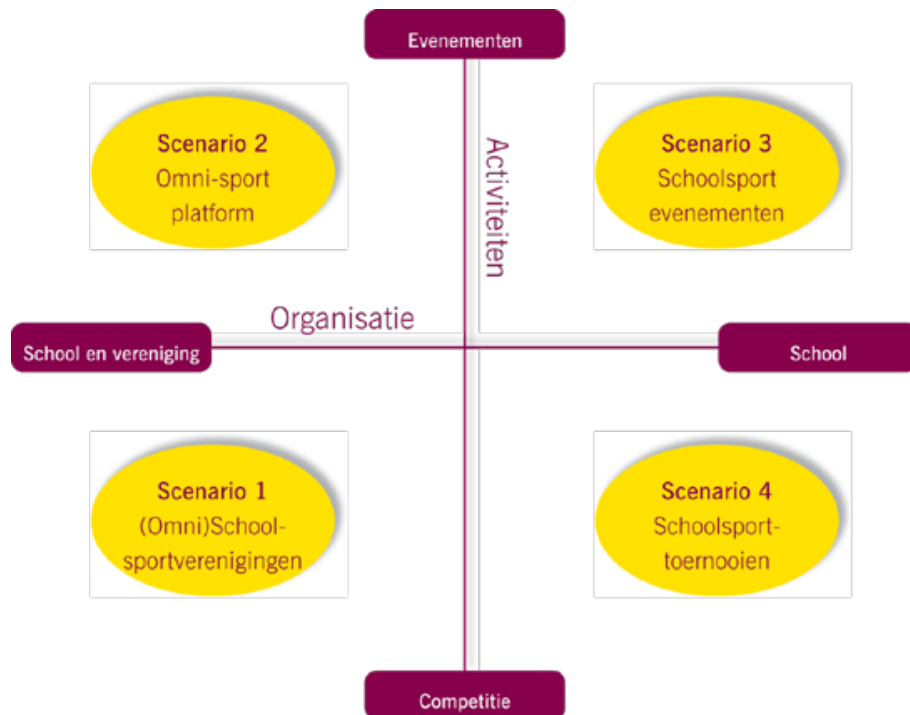 Evenementen
Scenario 2
Omni-sport
platform
Activiteiten
Scenario 3
Schoolsport
evenementen
Organisatie
School en vereniging
School
Scenario 1
(Omni)School-
sportverenigingen
Scenario 4
Schoolsport-
toernooien
Competitie